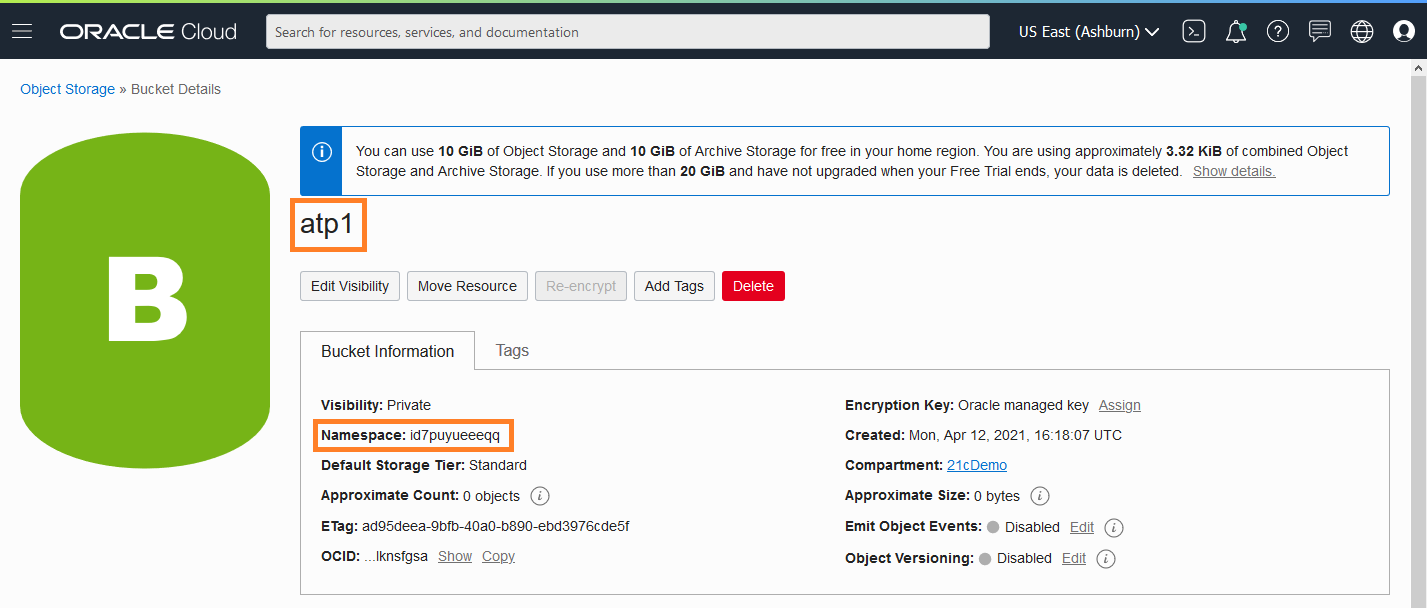 ORACLE Cloud
Search for resources, services, and documentation
US East (Ashburn)
Object Storage » Bucket Details
B
You can use 10 GiB of Object Storage and 10 GiB of Archive Storage for free in your home region. You are using approximately 3.32 KiB of combined Object
Storage and Archive Storage. If you use more than 20 GiB and have not upgraded when your Free Trial ends, your data is deleted. Show details.
atp1
Edit Visibility Move Resource Re-encrypt Add Tags Delete
Bucket Information Tags
Visibility: Private
Namespace: id7puyueeeqq
Default Storage Tier: Standard
Approximate Count: 0 objects
ETag: ad95deea-9bfb-40a0-b890-ebd3976cde5f
OCID: ...lknsfgsa Show Copy
Encryption Key: Oracle managed key Assign
Created: Mon, Apr 12, 2021, 16:18:07 UTC
Compartment: 21cDemo
Approximate Size: 0 bytes
Emit Object Events: Disabled Edit
Object Versioning: Disabled Edit